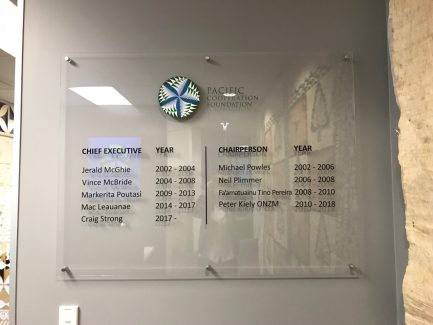 PACIFIC
COOPERATION
FOUNDATION
CHIEF EXECUTIVE YEAR
Jerald McGhie 2002 - 2004
Vince McBride 2004 - 2008
Markerita Poutasi 2009 - 2013
Mac Leauanae 2014 - 2017
Craig Strong 2017 -
CHAIRPERSON YEAR
Michael Powles 2002 - 2006
Neil Plimmer 2006 - 2008
Fa'amatuainu Tino Pereira 2008 - 2010
Peter Kiely ONZM 2010 - 2018